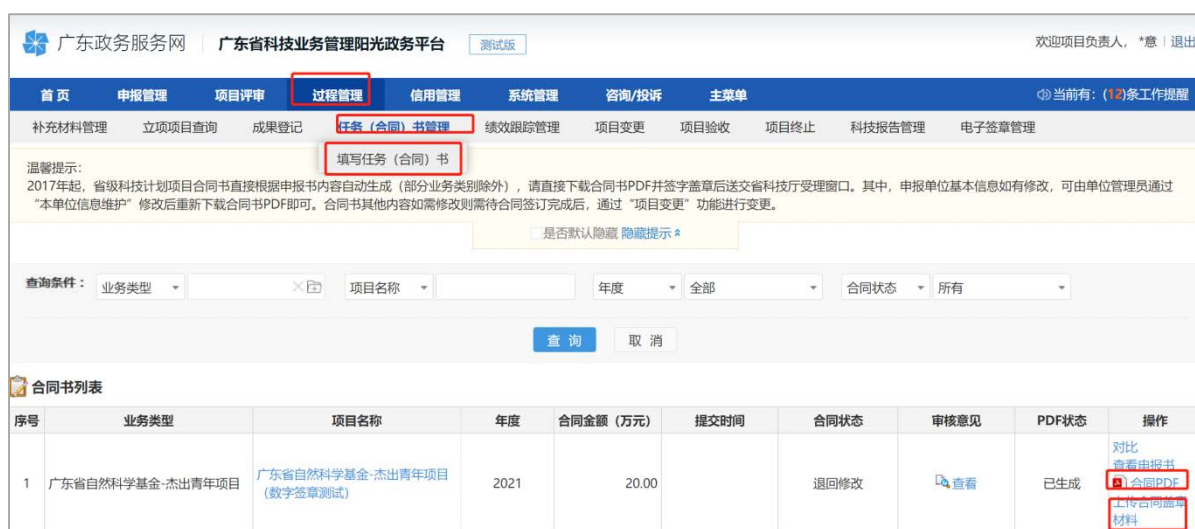 广东政务服务网 广东省科技业务管理阳光政务平台 测试版 欢迎项目负责人, *意 | 退出
首页 申报管理 项目评审 过程管理 信用管理 系统管理 咨询/投诉 主菜单 当前有: (12)条工作提醒
补充材料管理 立项项目查询 成果登记 任务（合同）书管理 绩效跟踪管理 项目变更 项目验收 项目终止 科技报告管理 电子签章管理
填写任务（合同）书
温馨提示:
2017年起，省级科技计划项目合同书直接根据申报书内容自动生成（部分业务类别除外），请直接下载合同书PDF并签字盖章后送交省科技厅受理窗口。其中，申报单位基本信息如有修改，可由单位管理员通过
“本单位信息维护”修改后重新下载合同书PDF即可。合同书其他内容如需修改则需待合同签订完成后，通过“项目变更”功能进行变更。
是否默认隐藏 隐藏提示
查询条件： 业务类型 项目名称 年度 全部 合同状态 所有
查询 取消
合同书列表
序号 业务类型 项目名称 年度 合同金额（万元） 提交时间 合同状态 审核意见 PDF状态 操作
1 广东省自然科学基金-杰出青年项目 广东省自然科学基金-杰出青年项目 2021 20.00 退回修改 查看 已生成 对比
（数字签章测试） 查看申报书
合同PDF
上传合同盖章
材料